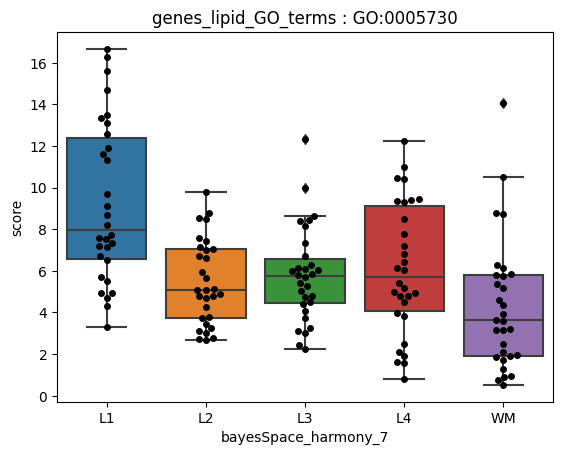 genes_lipid_GO_terms : GO:0005730
score
16
14
12
10
8
6
4
2
0
L1 L2 L3 L4 WM
bayesSpace_harmony_7